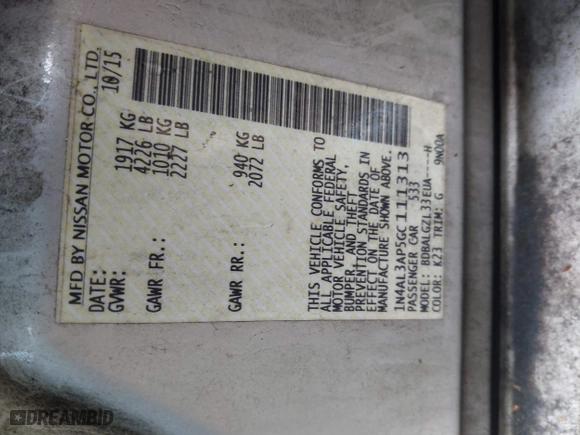 MFD BY NISSAN MOTOR CO., LTD.
DATE: 10/15
GVWR: 1917 KG
4226 LB
GAWR FR.: 1010 KG
2227 LB
GAWR RR.: 940 KG
2072 LB
THIS VEHICLE CONFORMS TO
ALL APPLICABLE FEDERAL
MOTOR VEHICLE SAFETY,
BUMPER, AND THEFT
PREVENTION STANDARDS IN
EFFECT ON THE DATE OF
MANUFACTURE SHOWN ABOVE.
1N4AL3AP5GC111313
PASSENGER CAR 533
MODEL: BDBALGZL33EUA----H
COLOR: K23 TRIM: G 9N00A
DREAMBID